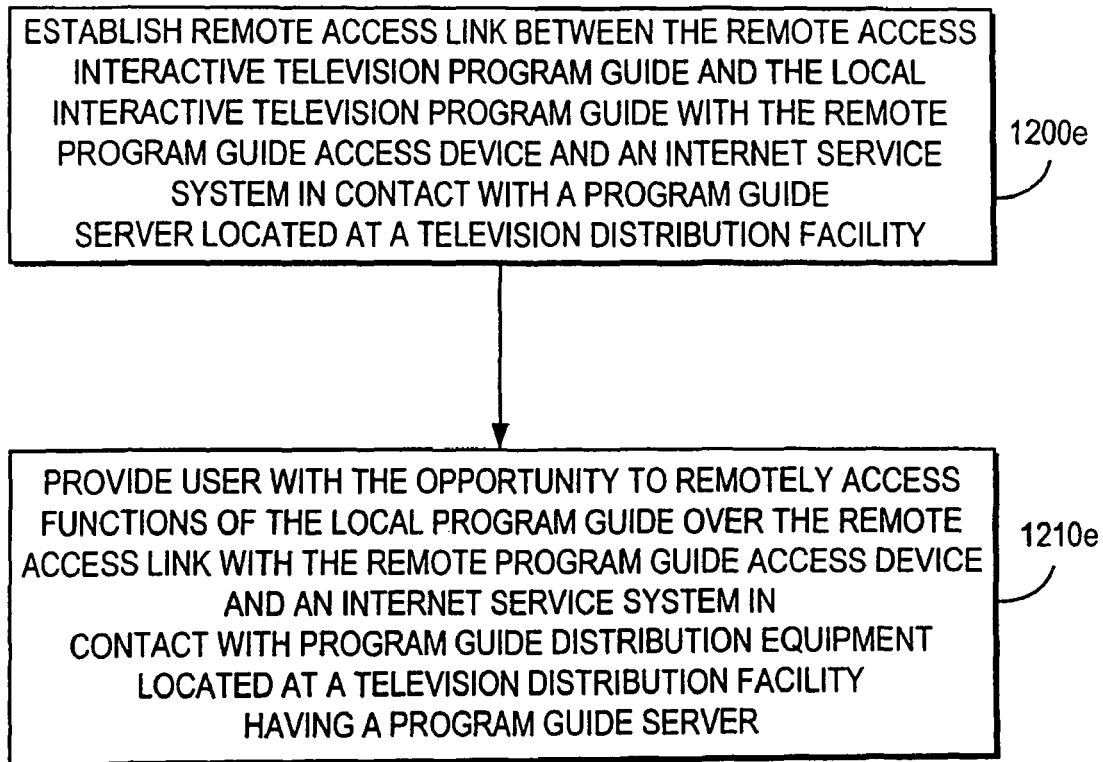 ESTABLISH REMOTE ACCESS LINK BETWEEN THE REMOTE ACCESS
INTERACTIVE TELEVISION PROGRAM GUIDE AND THE LOCAL
INTERACTIVE TELEVISION PROGRAM GUIDE WITH THE REMOTE
PROGRAM GUIDE ACCESS DEVICE AND AN INTERNET SERVICE
SYSTEM IN CONTACT WITH A PROGRAM GUIDE
SERVER LOCATED AT A TELEVISION DISTRIBUTION FACILITY
1200e
PROVIDE USER WITH THE OPPORTUNITY TO REMOTELY ACCESS
FUNCTIONS OF THE LOCAL PROGRAM GUIDE OVER THE REMOTE
ACCESS LINK WITH THE REMOTE PROGRAM GUIDE ACCESS DEVICE
AND AN INTERNET SERVICE SYSTEM IN
CONTACT WITH PROGRAM GUIDE DISTRIBUTION EQUIPMENT
LOCATED AT A TELEVISION DISTRIBUTION FACILITY
HAVING A PROGRAM GUIDE SERVER
1210e